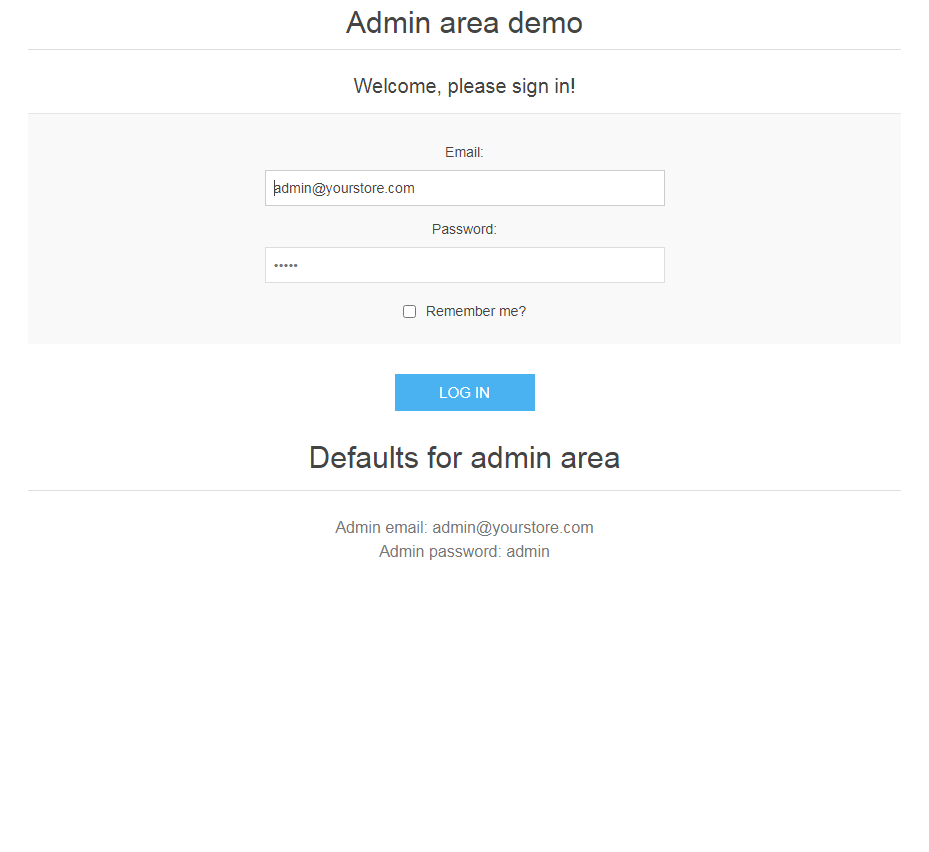 Admin area demo
Welcome, please sign in!
Email:
admin@yourstore.com
Password:
•••••
Remember me?
LOG IN
Defaults for admin area
Admin email: admin@yourstore.com
Admin password: admin